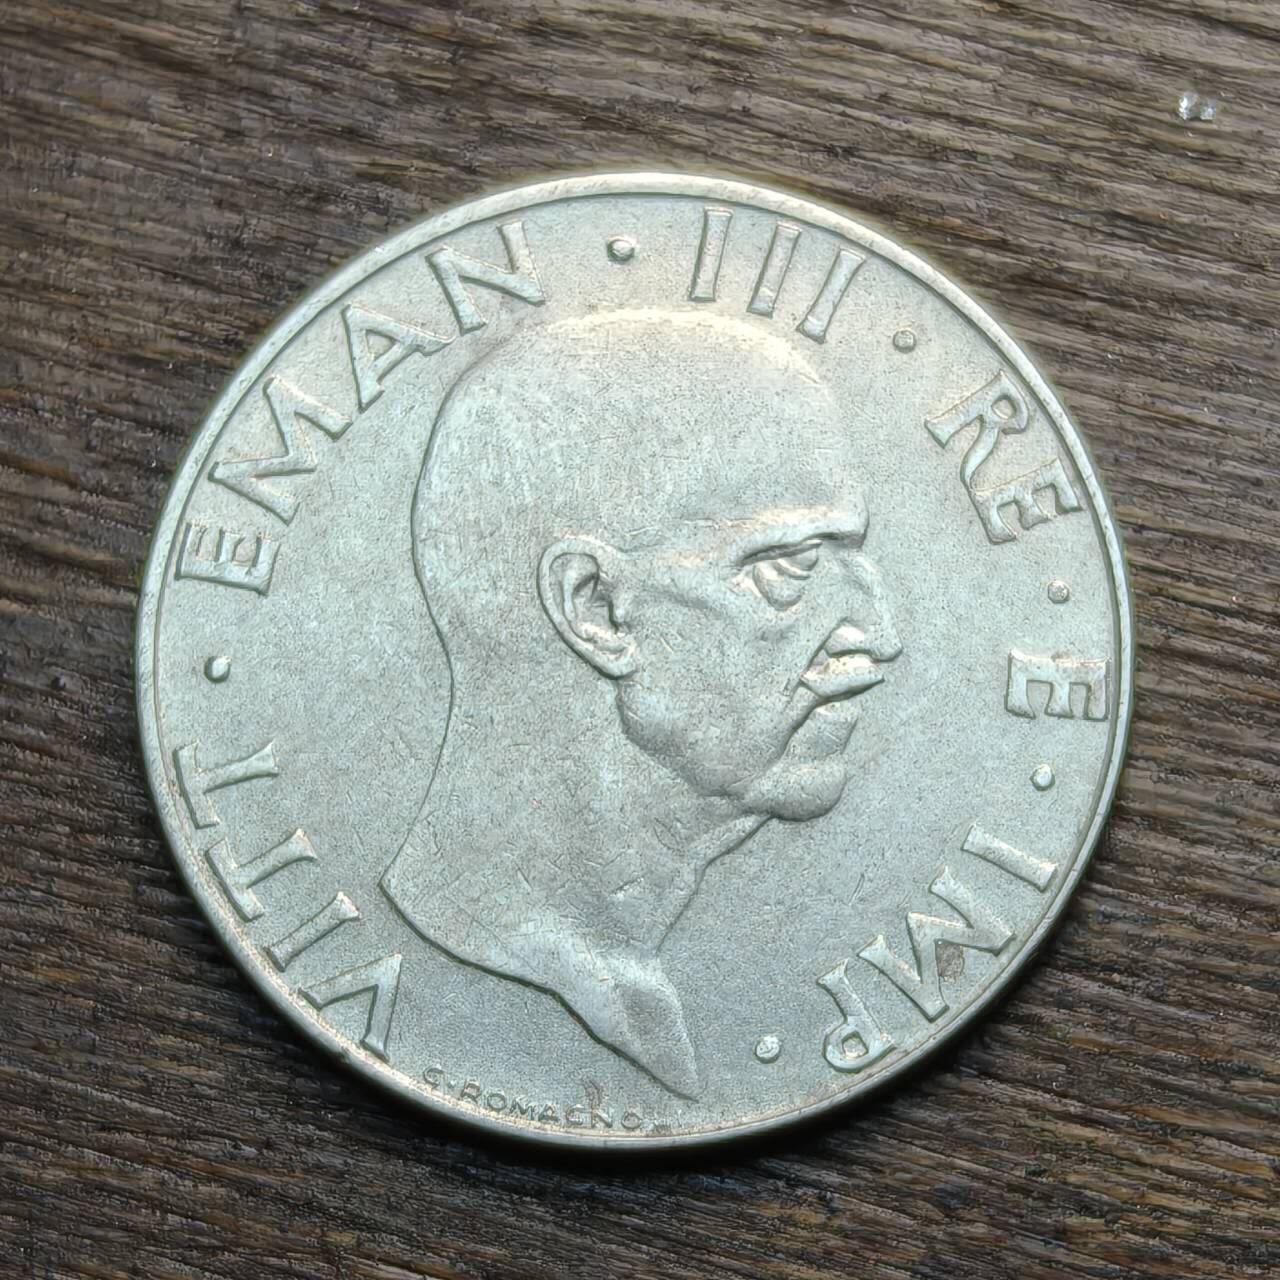 VITT · EMAN · III · RE · E · IMP ·
G · ROMAGNOLI